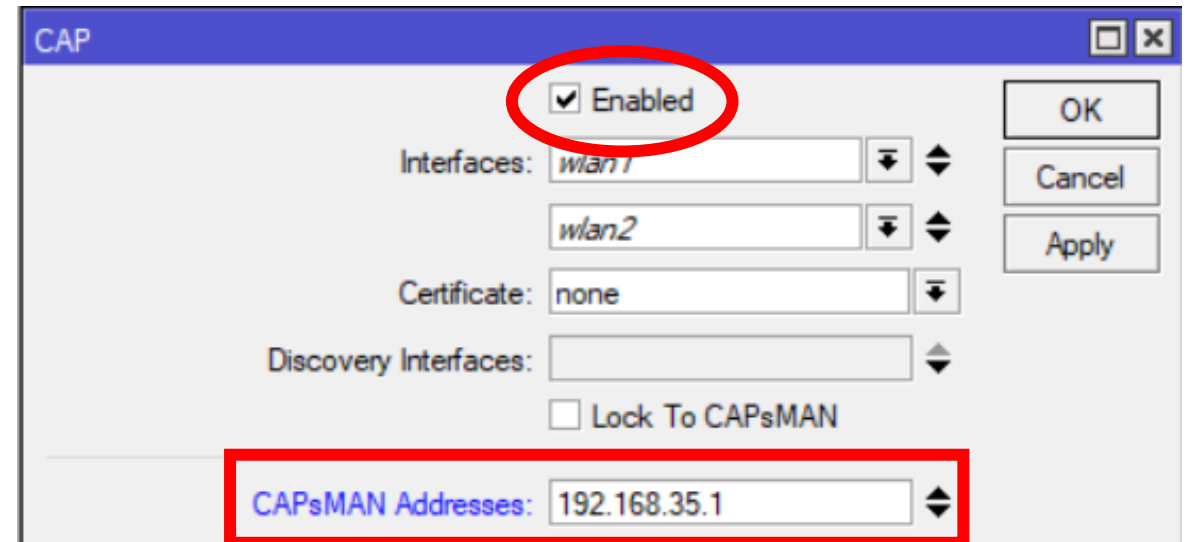 CAP
Enabled
OK
Interfaces: wlan1
Cancel
wlan2
Apply
Certificate: none
Discovery Interfaces:
Lock To CAPsMAN
CAPsMAN Addresses: 192.168.35.1